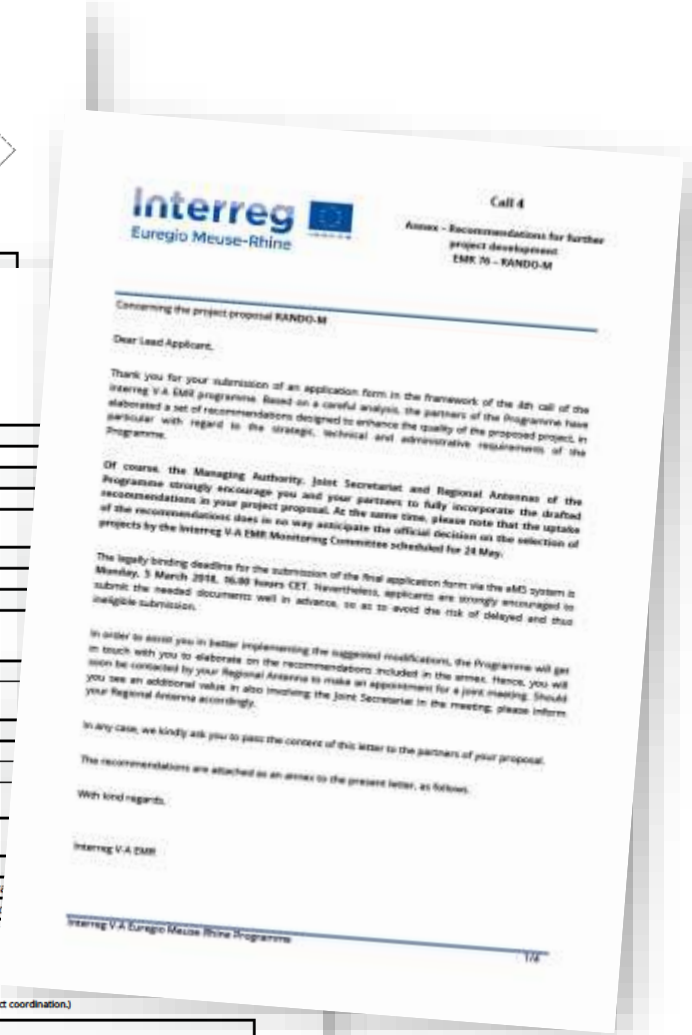 Interreg
Euregio Meuse-Rhine
Call 4
Annex – Recommendations for further
project development
EMR 76 – RANDO-M
Concerning the project proposal RANDO-M
Dear Lead Applicant,
Thank you for your submission of an application form in the framework of the 4th call of the
Interreg V-A EMR programme. Based on a careful analysis, the partners of the Programme have
elaborated a set of recommendations designed to enhance the quality of the proposed project, in
particular with regard to the strategic, technical and administrative requirements of the
Programme.
Of course, the Managing Authority, Joint Secretariat and Regional Antennas of the
Programme strongly encourage you and your partners to fully incorporate the drafted
recommendations in your project proposal. At the same time, please note that the uptake
of the recommendations does in no way anticipate the official decision on the selection of
projects by the Interreg V-A EMR Monitoring Committee scheduled for 24 May.
The legally binding deadline for the submission of the final application form via the eMS system is
Monday, 5 March 2018, 16.00 hours CET. Nevertheless, applicants are strongly encouraged to
submit the needed documents well in advance, so as to avoid the risk of delayed and thus
ineligible submission.
In order to assist you in better implementing the suggested modifications, the Programme will get
in touch with you to elaborate on the recommendations included in the annex. Hence, you will
soon be contacted by your Regional Antenna to make an appointment for a joint meeting. Should
you see an additional value in also involving the Joint Secretariat in the meeting, please inform
your Regional Antenna accordingly.
In any case, we kindly ask you to pass the content of this letter to the partners of your proposal.
The recommendations are attached as an annex to the present letter, as follows.
With kind regards,
Interreg V-A EMR
Interreg V-A Euregio Meuse Rhine Programme
1/6
ct coordination.)